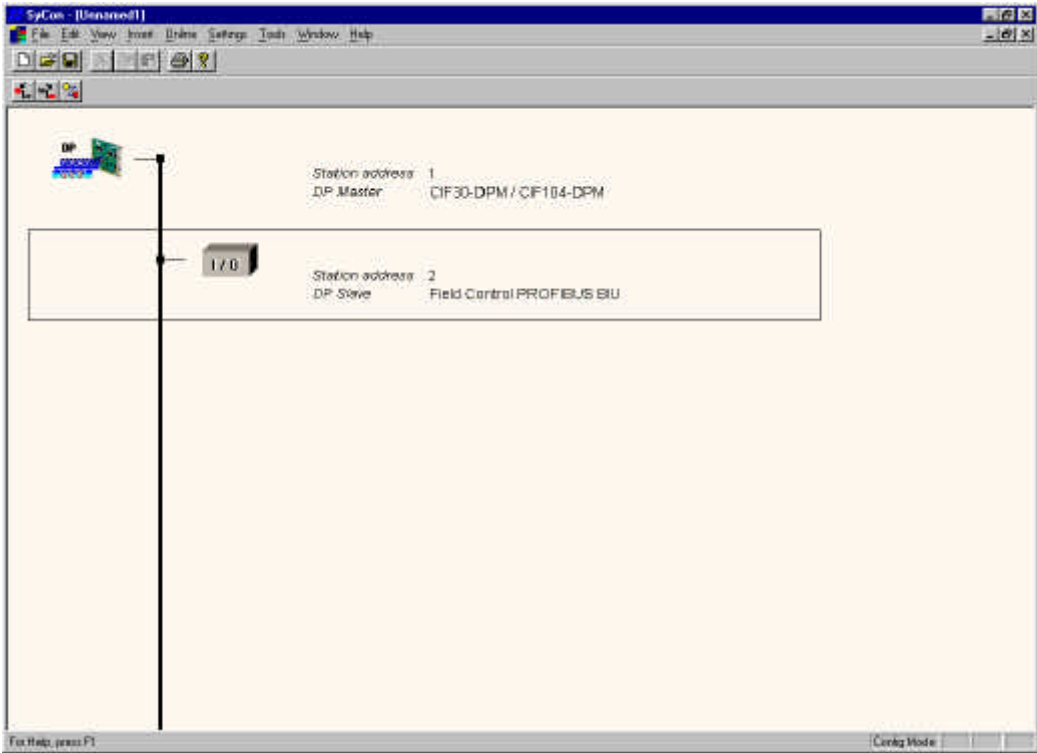 SyCon - [Unnamed1]
File Edit View Insert Online Settings Tools Window Help
DP
Station address 1
DP Master CIF30-DPM / CIF104-DPM
I / O
Station address 2
DP Slave Field Control PROFIBUS BIU
For Help, press F1
Config Mode